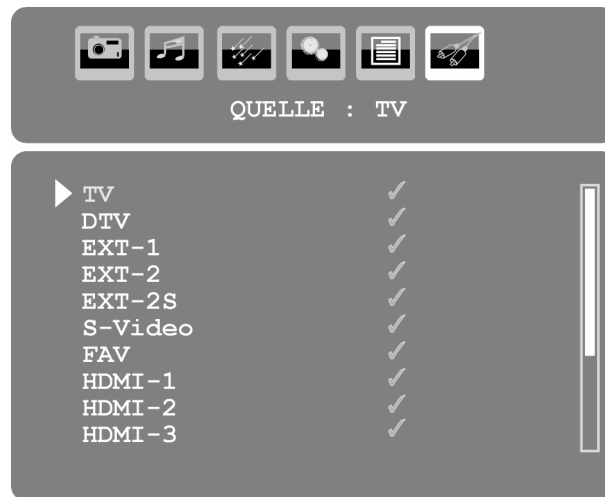 QUELLE : TV
TV
DTV
EXT-1
EXT-2
EXT-2S
S-Video
FAV
HDMI-1
HDMI-2
HDMI-3